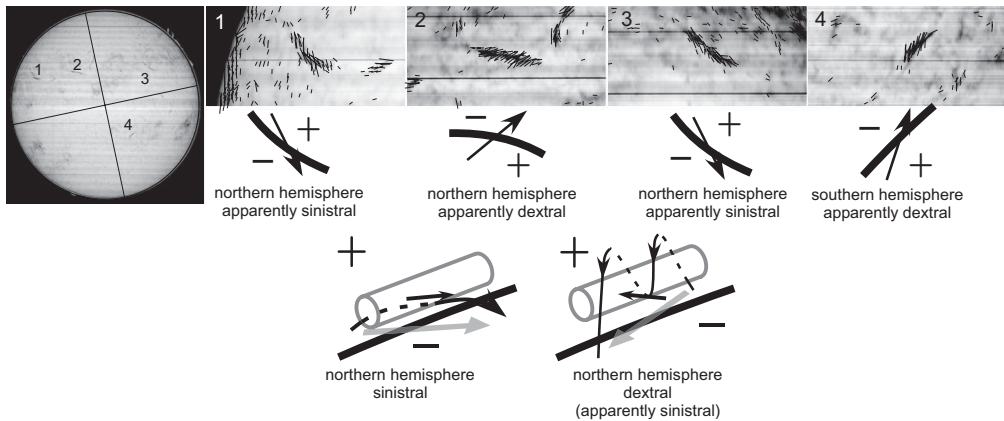 1
2
3
4
1
2
3
4
+
−
−
+
+
−
−
+
northern hemisphere
apparently sinistral
northern hemisphere
apparently dextral
northern hemisphere
apparently sinistral
southern hemisphere
apparently dextral
+
−
+
−
northern hemisphere
sinistral
northern hemisphere
dextral
(apparently sinistral)